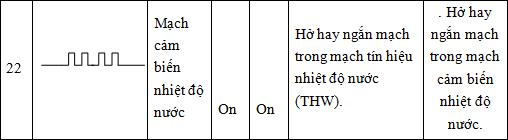 22
Mạch
cảm
biến
nhiệt độ
nước
On
On
Hở hay ngắn mạch
trong mạch tín hiệu
nhiệt độ nước
(THW).
. Hở hay
ngắn mạch
trong mạch
cảm biến
nhiệt độ
nước.